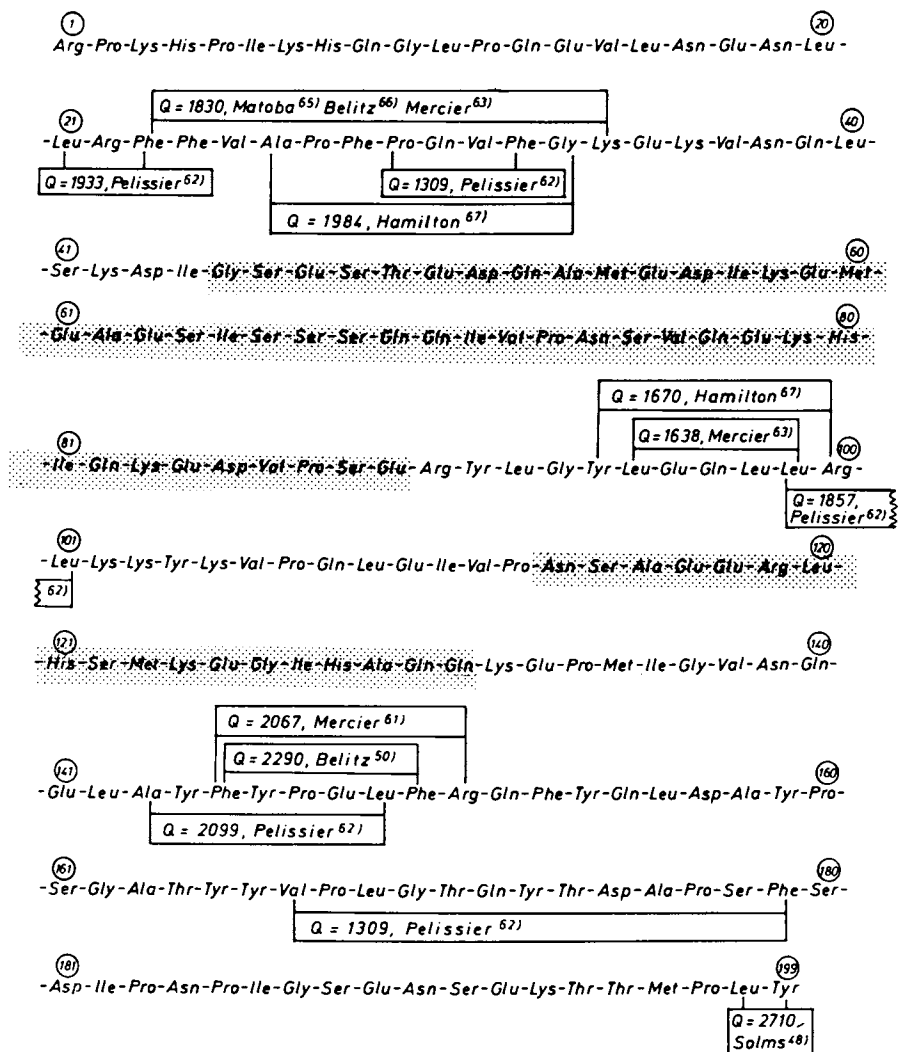 1 20
Arg-Pro-Lys-His-Pro-Ile-Lys-His-Gln-Gly-Leu-Pro-Gln-Glu-Val-Leu-Asn-Glu-Asn-Leu-
Q = 1830, Matoba 65) Belitz 66) Mercier 63)
21 40
-Leu-Arg-Phe-Phe-Val-Ala-Pro-Phe-Pro-Gln-Val-Phe-Gly-Lys-Glu-Lys-Val-Asn-Gln-Leu-
Q = 1933, Pelissier 62) Q = 1309, Pelissier 62)
Q = 1984, Hamilton 67)
41 60
-Ser-Lys-Asp-Ile-Gly-Ser-Glu-Ser-Thr-Glu-Asp-Gln-Ala-Met-Glu-Asp-Ile-Lys-Glu-Met-
61 80
-Glu-Ala-Glu-Ser-Ile-Ser-Ser-Ser-Gln-Gln-Ile-Val-Pro-Asn-Ser-Val-Gln-Glu-Lys-His-
Q = 1670, Hamilton 67)
Q = 1638, Mercier 63)
81 100
-Ile-Gln-Lys-Glu-Asp-Val-Pro-Ser-Glu-Arg-Tyr-Leu-Gly-Tyr-Leu-Glu-Gln-Leu-Leu-Arg-
Q = 1857,
Pelissier 62)
101 120
-Leu-Lys-Lys-Tyr-Lys-Val-Pro-Gln-Leu-Glu-Ile-Val-Pro-Asn-Ser-Ala-Glu-Glu-Arg-Leu-
62)
121 140
-His-Ser-Met-Lys-Glu-Gly-Ile-His-Ala-Gln-Gln-Lys-Glu-Pro-Met-Ile-Gly-Val-Asn-Gln-
Q = 2067, Mercier 61)
Q = 2290, Belitz 50)
141 160
-Glu-Leu-Ala-Tyr-Phe-Tyr-Pro-Glu-Leu-Phe-Arg-Gln-Phe-Tyr-Gln-Leu-Asp-Ala-Tyr-Pro-
Q = 2099, Pelissier 62)
161 180
-Ser-Gly-Ala-Thr-Tyr-Tyr-Val-Pro-Leu-Gly-Thr-Gln-Tyr-Thr-Asp-Ala-Pro-Ser-Phe-Ser-
Q = 1309, Pelissier 62)
181 199
-Asp-Ile-Pro-Asn-Pro-Ile-Gly-Ser-Glu-Asn-Ser-Glu-Lys-Thr-Thr-Met-Pro-Leu-Tyr
Q = 2710,
Solms 48)